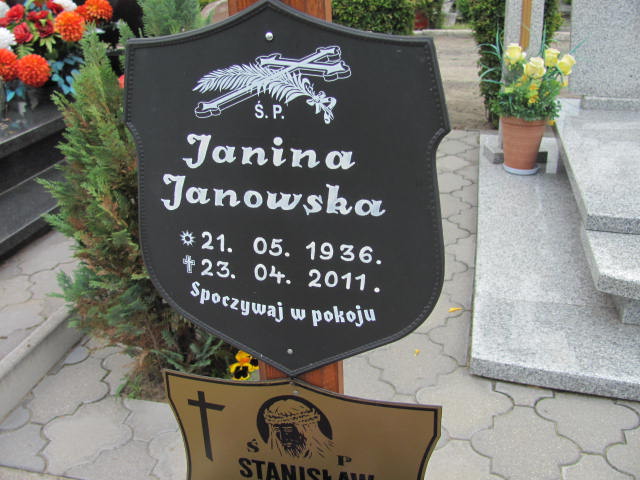 Ś.P.
Janina
Janowska
21. 05. 1936.
23. 04. 2011.
Spoczywaj w pokoju
Ś P
STANISŁAW